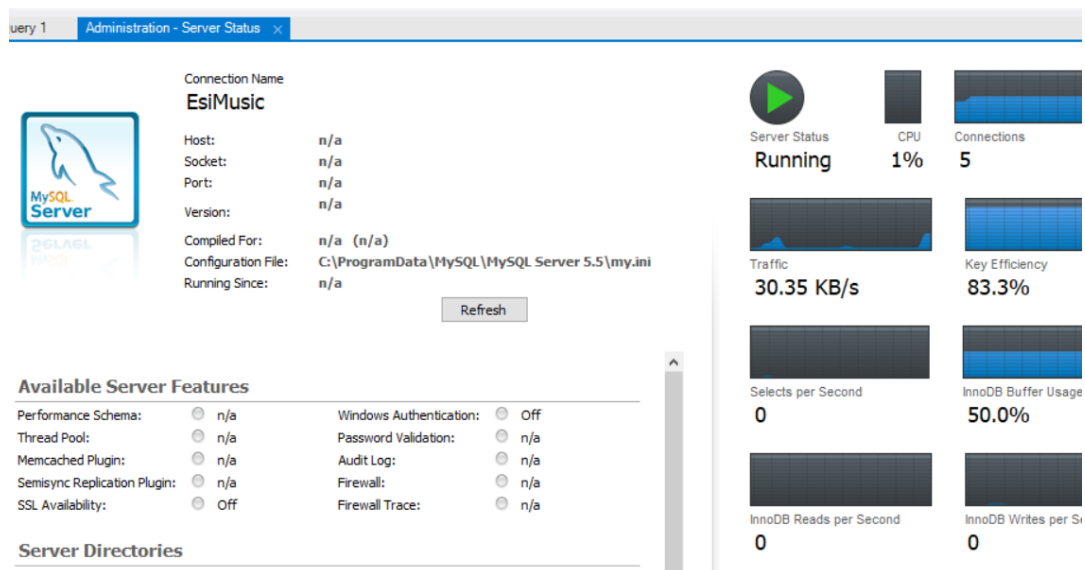 uery 1
Administration - Server Status ×
Connection Name
EsiMusic
MySQL
Server
Host: n/a
Socket: n/a
Port: n/a
Version: n/a
Compiled For: n/a (n/a)
Configuration File: C:\ProgramData\MySQL\MySQL Server 5.5\my.ini
Running Since: n/a
Refresh
Available Server Features
Performance Schema: n/a Windows Authentication: Off
Thread Pool: n/a Password Validation: n/a
Memcached Plugin: n/a Audit Log: n/a
Semisync Replication Plugin: n/a Firewall: n/a
SSL Availability: Off Firewall Trace: n/a
Server Directories
Server Status CPU Connections
Running 1% 5
Traffic Key Efficiency
30.35 KB/s 83.3%
Selects per Second InnoDB Buffer Usage
0 50.0%
InnoDB Reads per Second InnoDB Writes per Se
0 0